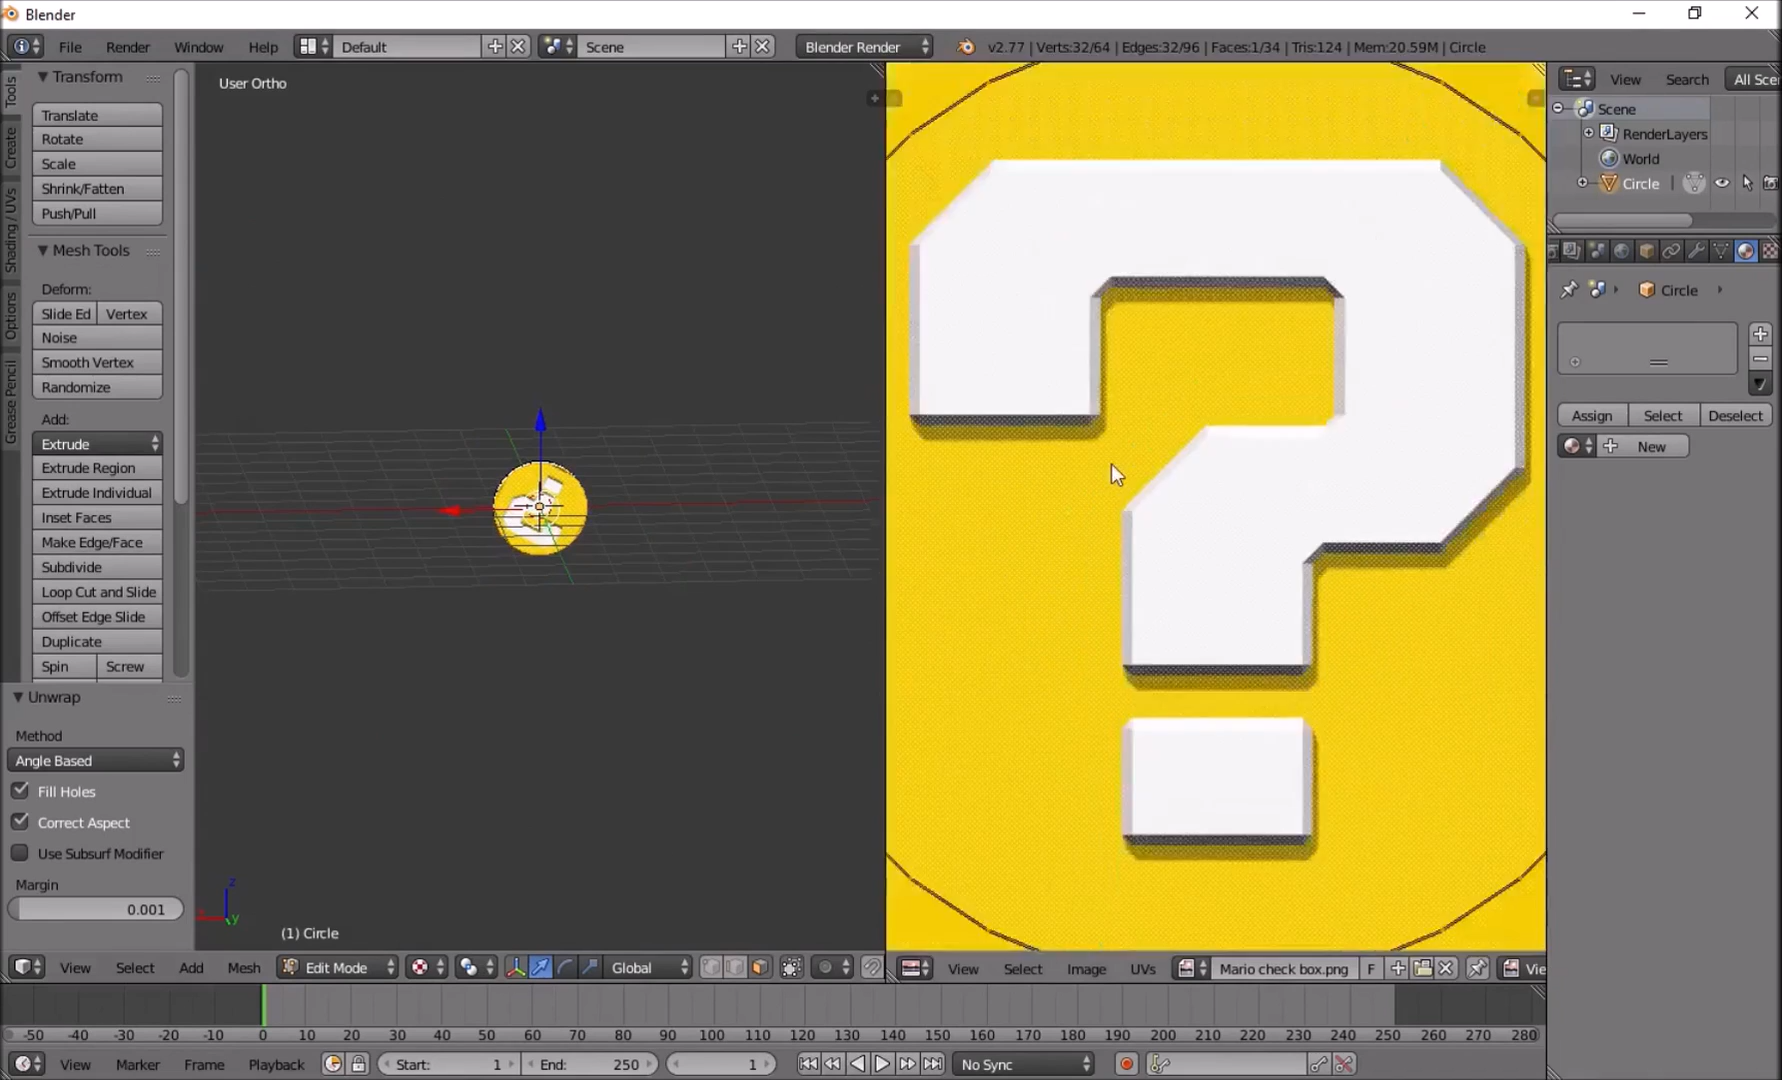 Blender
File Render Window Help Default Scene Blender Render v2.77 | Verts:32/64 | Edges:32/96 | Faces:1/34 | Tris:124 | Mem:20.59M | Circle
Tools
Create
Shading / UVs
Options
Grease Pencil
Transform
Translate
Rotate
Scale
Shrink/Fatten
Push/Pull
Mesh Tools
Deform:
Slide Ed Vertex
Noise
Smooth Vertex
Randomize
Add:
Extrude
Extrude Region
Extrude Individual
Inset Faces
Make Edge/Face
Subdivide
Loop Cut and Slide
Offset Edge Slide
Duplicate
Spin Screw
Unwrap
Method
Angle Based
Fill Holes
Correct Aspect
Use Subsurf Modifier
Margin
0.001
User Ortho
z
x
y
(1) Circle
?
View Search All Sce
Scene
RenderLayers
World
Circle
Circle
Assign Select Deselect
New
View Select Add Mesh Edit Mode Global
View Select Image UVs Mario check box.png F Vie
-50 -40 -30 -20 -10 0 10 20 30 40 50 60 70 80 90 100 110 120 130 140 150 160 170 180 190 200 210 220 230 240 250 260 270 280
View Marker Frame Playback Start: 1 End: 250 1 No Sync